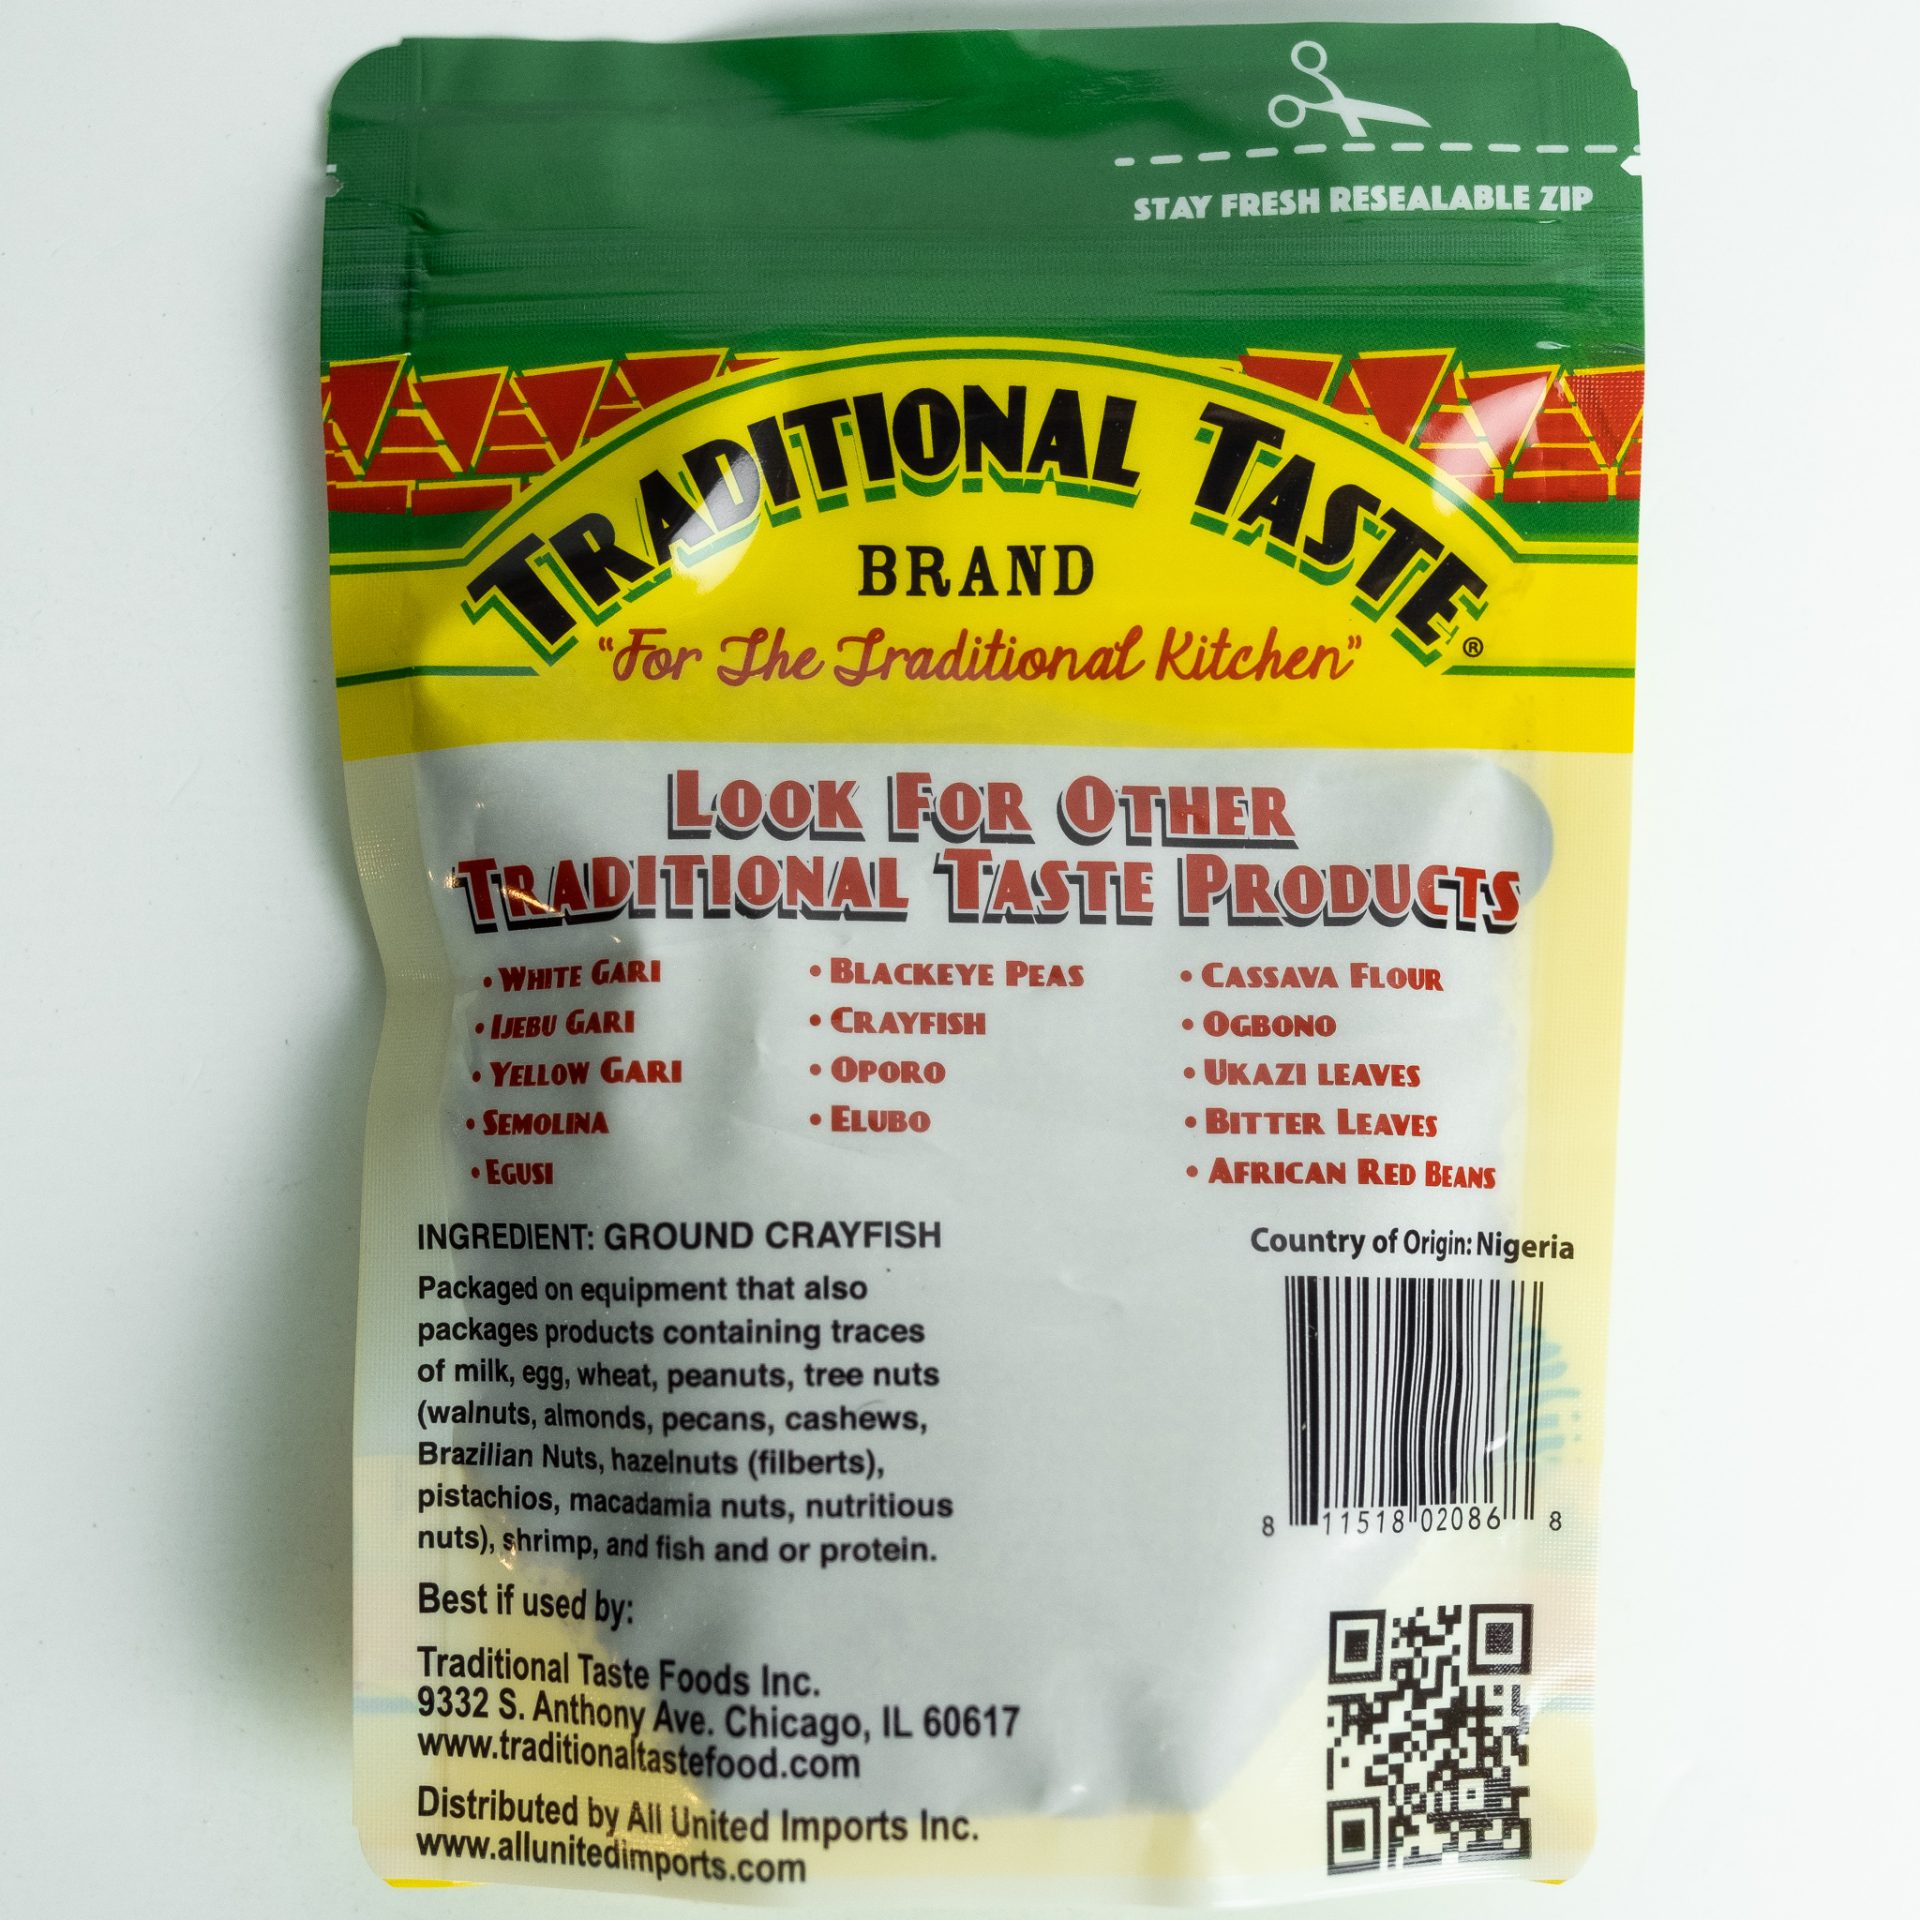 STAY FRESH RESEALABLE ZIP
TRADITIONAL TASTE®
BRAND
"For The Traditional Kitchen"
LOOK FOR OTHER
TRADITIONAL TASTE PRODUCTS
• WHITE GARI
• IJEBU GARI
• YELLOW GARI
• SEMOLINA
• EGUSI
• BLACKEYE PEAS
• CRAYFISH
• OPORO
• ELUBO
• CASSAVA FLOUR
• OGBONO
• UKAZI LEAVES
• BITTER LEAVES
• AFRICAN RED BEANS
INGREDIENT: GROUND CRAYFISH
Packaged on equipment that also
packages products containing traces
of milk, egg, wheat, peanuts, tree nuts
(walnuts, almonds, pecans, cashews,
Brazilian Nuts, hazelnuts (filberts),
pistachios, macadamia nuts, nutritious
nuts), shrimp, and fish and or protein.
Best if used by:
Traditional Taste Foods Inc.
9332 S. Anthony Ave. Chicago, IL 60617
www.traditionaltastefood.com
Distributed by All United Imports Inc.
www.allunitedimports.com
Country of Origin: Nigeria
8 11518 02086 8